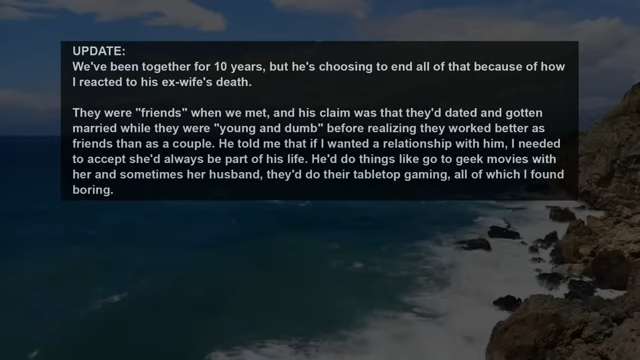 UPDATE:
We've been together for 10 years, but he's choosing to end all of that because of how
I reacted to his ex-wife's death.
They were "friends" when we met, and his claim was that they'd dated and gotten
married while they were "young and dumb" before realizing they worked better as
friends than as a couple. He told me that if I wanted a relationship with him, I needed
to accept she'd always be part of his life. He'd do things like go to geek movies with
her and sometimes her husband, they'd do their tabletop gaming, all of which I found
boring.